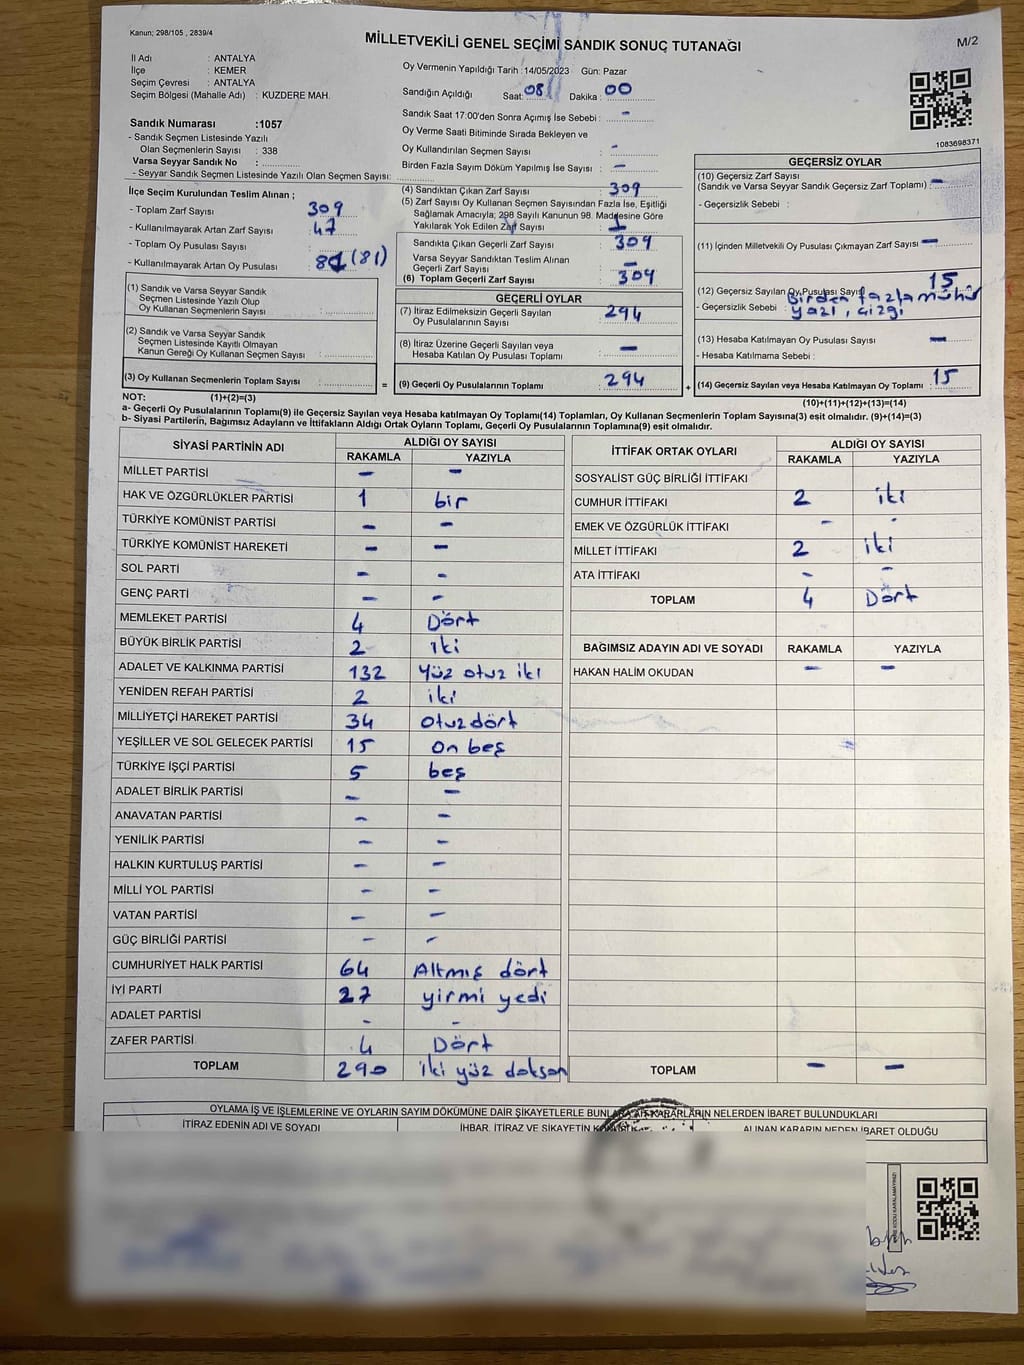 Kanun; 298/105 , 2839/4
MİLLETVEKİLİ GENEL SEÇİMİ SANDIK SONUÇ TUTANAĞI
M/2
İl Adı : ANTALYA
İlçe : KEMER
Seçim Çevresi : ANTALYA
Seçim Bölgesi (Mahalle Adı) : KUZDERE MAH.
Sandık Numarası :1057
- Sandık Seçmen Listesinde Yazılı
Olan Seçmenlerin Sayısı : 338
Varsa Seyyar Sandık No :
- Seyyar Sandık Seçmen Listesinde Yazılı Olan Seçmen Sayısı:
İlçe Seçim Kurulundan Teslim Alınan ;
- Toplam Zarf Sayısı 309
- Kullanılmayarak Artan Zarf Sayısı : 47
- Toplam Oy Pusulası Sayısı :
- Kullanılmayarak Artan Oy Pusulası : 81 (81)
(1) Sandık ve Varsa Seyyar Sandık
Seçmen Listesinde Yazılı Olup
Oy Kullanan Seçmenlerin Sayısı :
(2) Sandık ve Varsa Seyyar Sandık
Seçmen Listesinde Kayıtlı Olmayan
Kanun Gereği Oy Kullanan Seçmen Sayısı :
(3) Oy Kullanan Seçmenlerin Toplam Sayısı :
Oy Vermenin Yapıldığı Tarih :14/05/2023 Gün: Pazar
Sandığın Açıldığı Saat: 08 Dakika : 00
Sandık Saat 17:00'den Sonra Açımış İse Sebebi : -
Oy Verme Saati Bitiminde Sırada Bekleyen ve
Oy Kullandırılan Seçmen Sayısı : -
Birden Fazla Sayım Döküm Yapılmış İse Sayısı : -
(4) Sandıktan Çıkan Zarf Sayısı : 309
(5) Zarf Sayısı Oy Kullanan Seçmen Sayısından Fazla İse, Eşitliği
Sağlamak Amacıyla; 298 Sayılı Kanunun 98. Maddesine Göre
Yakılarak Yok Edilen Zarf Sayısı : 1
Sandıkta Çıkan Geçerli Zarf Sayısı : 309
Varsa Seyyar Sandıktan Teslim Alınan
Geçerli Zarf Sayısı : -
(6) Toplam Geçerli Zarf Sayısı : 309
GEÇERLİ OYLAR
(7) İtiraz Edilmeksizin Geçerli Sayılan
Oy Pusulalarının Sayısı : 294
(8) İtiraz Üzerine Geçerli Sayılan veya
Hesaba Katılan Oy Pusulası Toplamı : -
= (9) Geçerli Oy Pusulalarının Toplamı : 294
1083698371
GEÇERSİZ OYLAR
(10) Geçersiz Zarf Sayısı
(Sandık ve Varsa Seyyar Sandık Geçersiz Zarf Toplamı) : -
- Geçersizlik Sebebi :
(11) İçinden Milletvekili Oy Pusulası Çıkmayan Zarf Sayısı : -
(12) Geçersiz Sayılan Oy Pusulası Sayısı : 15
- Geçersizlik Sebebi : Birden fazla mühür
yazı, çizgi
(13) Hesaba Katılmayan Oy Pusulası Sayısı : -
- Hesaba Katılmama Sebebi :
+ (14) Geçersiz Sayılan veya Hesaba Katılmayan Oy Toplamı : 15
NOT: (1)+(2)=(3) (10)+(11)+(12)+(13)=(14)
a- Geçerli Oy Pusulalarının Toplamı(9) ile Geçersiz Sayılan veya Hesaba katılmayan Oy Toplamı(14) Toplamları, Oy Kullanan Seçmenlerin Toplam Sayısına(3) eşit olmalıdır. (9)+(14)=(3)
b- Siyasi Partilerin, Bağımsız Adayların ve İttifakların Aldığı Ortak Oyların Toplamı, Geçerli Oy Pusulalarının Toplamına(9) eşit olmalıdır.
SİYASİ PARTİNİN ADI ALDIĞI OY SAYISI
RAKAMLA YAZIYLA
MİLLET PARTİSİ - -
HAK VE ÖZGÜRLÜKLER PARTİSİ 1 bir
TÜRKİYE KOMÜNİST PARTİSİ - -
TÜRKİYE KOMÜNİST HAREKETİ - -
SOL PARTİ - -
GENÇ PARTİ - -
MEMLEKET PARTİSİ 4 Dört
BÜYÜK BİRLİK PARTİSİ 2 iki
ADALET VE KALKINMA PARTİSİ 132 Yüz otuz iki
YENİDEN REFAH PARTİSİ 2 iki
MİLLİYETÇİ HAREKET PARTİSİ 34 otuz dört
YEŞİLLER VE SOL GELECEK PARTİSİ 15 on beş
TÜRKİYE İŞÇİ PARTİSİ 5 beş
ADALET BİRLİK PARTİSİ - -
ANAVATAN PARTİSİ - -
YENİLİK PARTİSİ - -
HALKIN KURTULUŞ PARTİSİ - -
MİLLİ YOL PARTİSİ - -
VATAN PARTİSİ - -
GÜÇ BİRLİĞİ PARTİSİ - -
CUMHURİYET HALK PARTİSİ 64 Altmış dört
İYİ PARTİ 27 yirmi yedi
ADALET PARTİSİ - -
ZAFER PARTİSİ 4 Dört
TOPLAM 290 iki yüz doksan
İTTİFAK ORTAK OYLARI ALDIĞI OY SAYISI
RAKAMLA YAZIYLA
SOSYALİST GÜÇ BİRLİĞİ İTTİFAKI
CUMHUR İTTİFAKI 2 iki
EMEK VE ÖZGÜRLÜK İTTİFAKI - -
MİLLET İTTİFAKI 2 iki
ATA İTTİFAKI - -
TOPLAM 4 Dört
BAĞIMSIZ ADAYIN ADI VE SOYADI RAKAMLA YAZIYLA
HAKAN HALİM OKUDAN - -
TOPLAM - -
OYLAMA İŞ VE İŞLEMLERİNE VE OYLARIN SAYIM DÖKÜMÜNE DAİR ŞİKAYETLERLE BUNLARA AİT KARARLARIN NELERDEN İBARET BULUNDUKLARI
İTİRAZ EDENİN ADI VE SOYADI
İHBAR, İTİRAZ VE ŞİKAYETİN KONUSU
ALINAN KARARIN NEDEN İBARET OLDUĞU